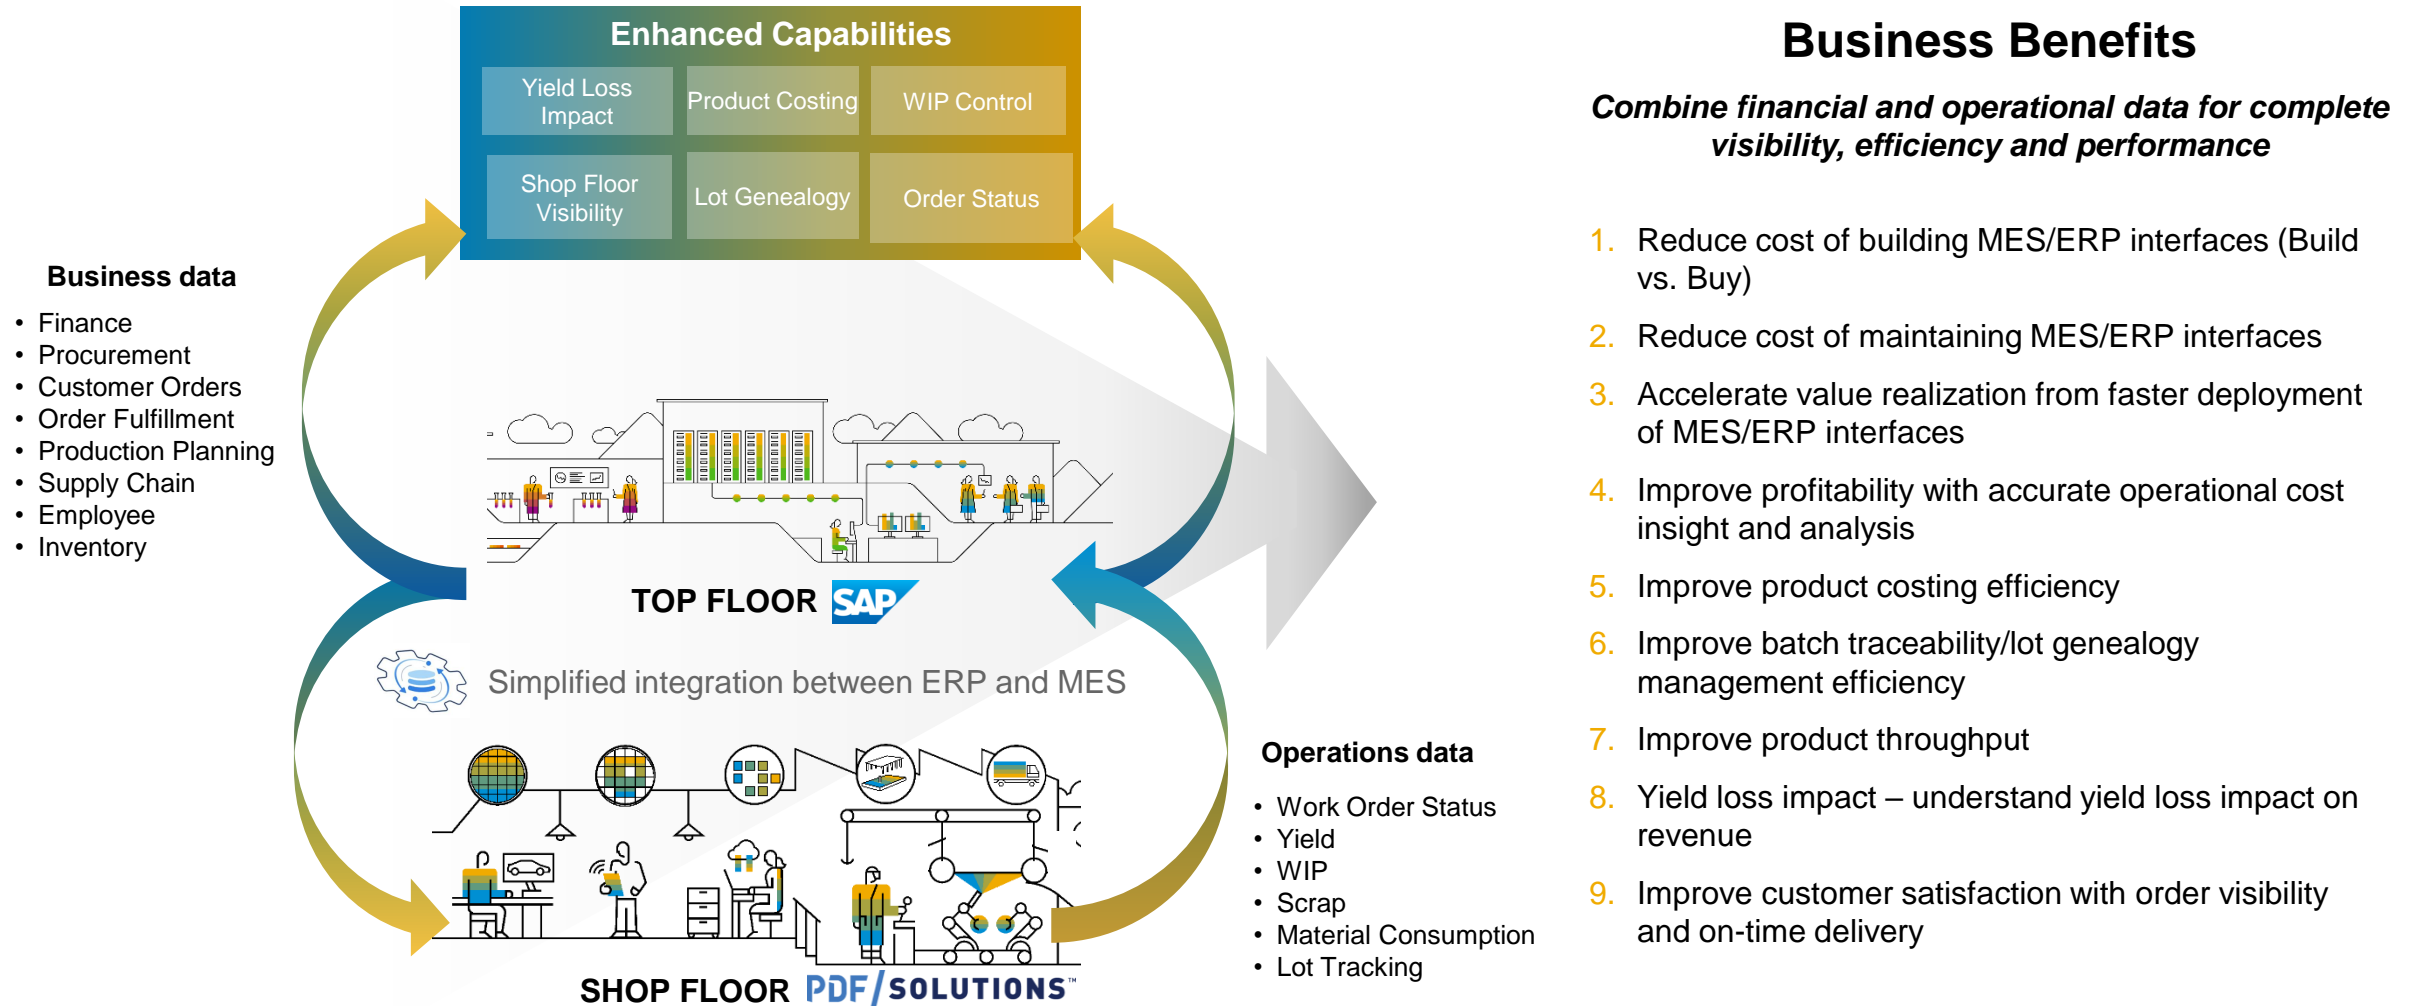 Enhanced Capabilities
Yield Loss
Impact
Product Costing
WIP Control
Shop Floor
Visibility
Lot Genealogy
Order Status
Business data
• Finance
• Procurement
• Customer Orders
• Order Fulfillment
• Production Planning
• Supply Chain
• Employee
• Inventory
TOP FLOOR SAP
Simplified integration between ERP and MES
Operations data
• Work Order Status
• Yield
• WIP
• Scrap
• Material Consumption
• Lot Tracking
SHOP FLOOR PDF/SOLUTIONS™
Business Benefits
Combine financial and operational data for complete
visibility, efficiency and performance
1. Reduce cost of building MES/ERP interfaces (Build
vs. Buy)
2. Reduce cost of maintaining MES/ERP interfaces
3. Accelerate value realization from faster deployment
of MES/ERP interfaces
4. Improve profitability with accurate operational cost
insight and analysis
5. Improve product costing efficiency
6. Improve batch traceability/lot genealogy
management efficiency
7. Improve product throughput
8. Yield loss impact – understand yield loss impact on
revenue
9. Improve customer satisfaction with order visibility
and on-time delivery